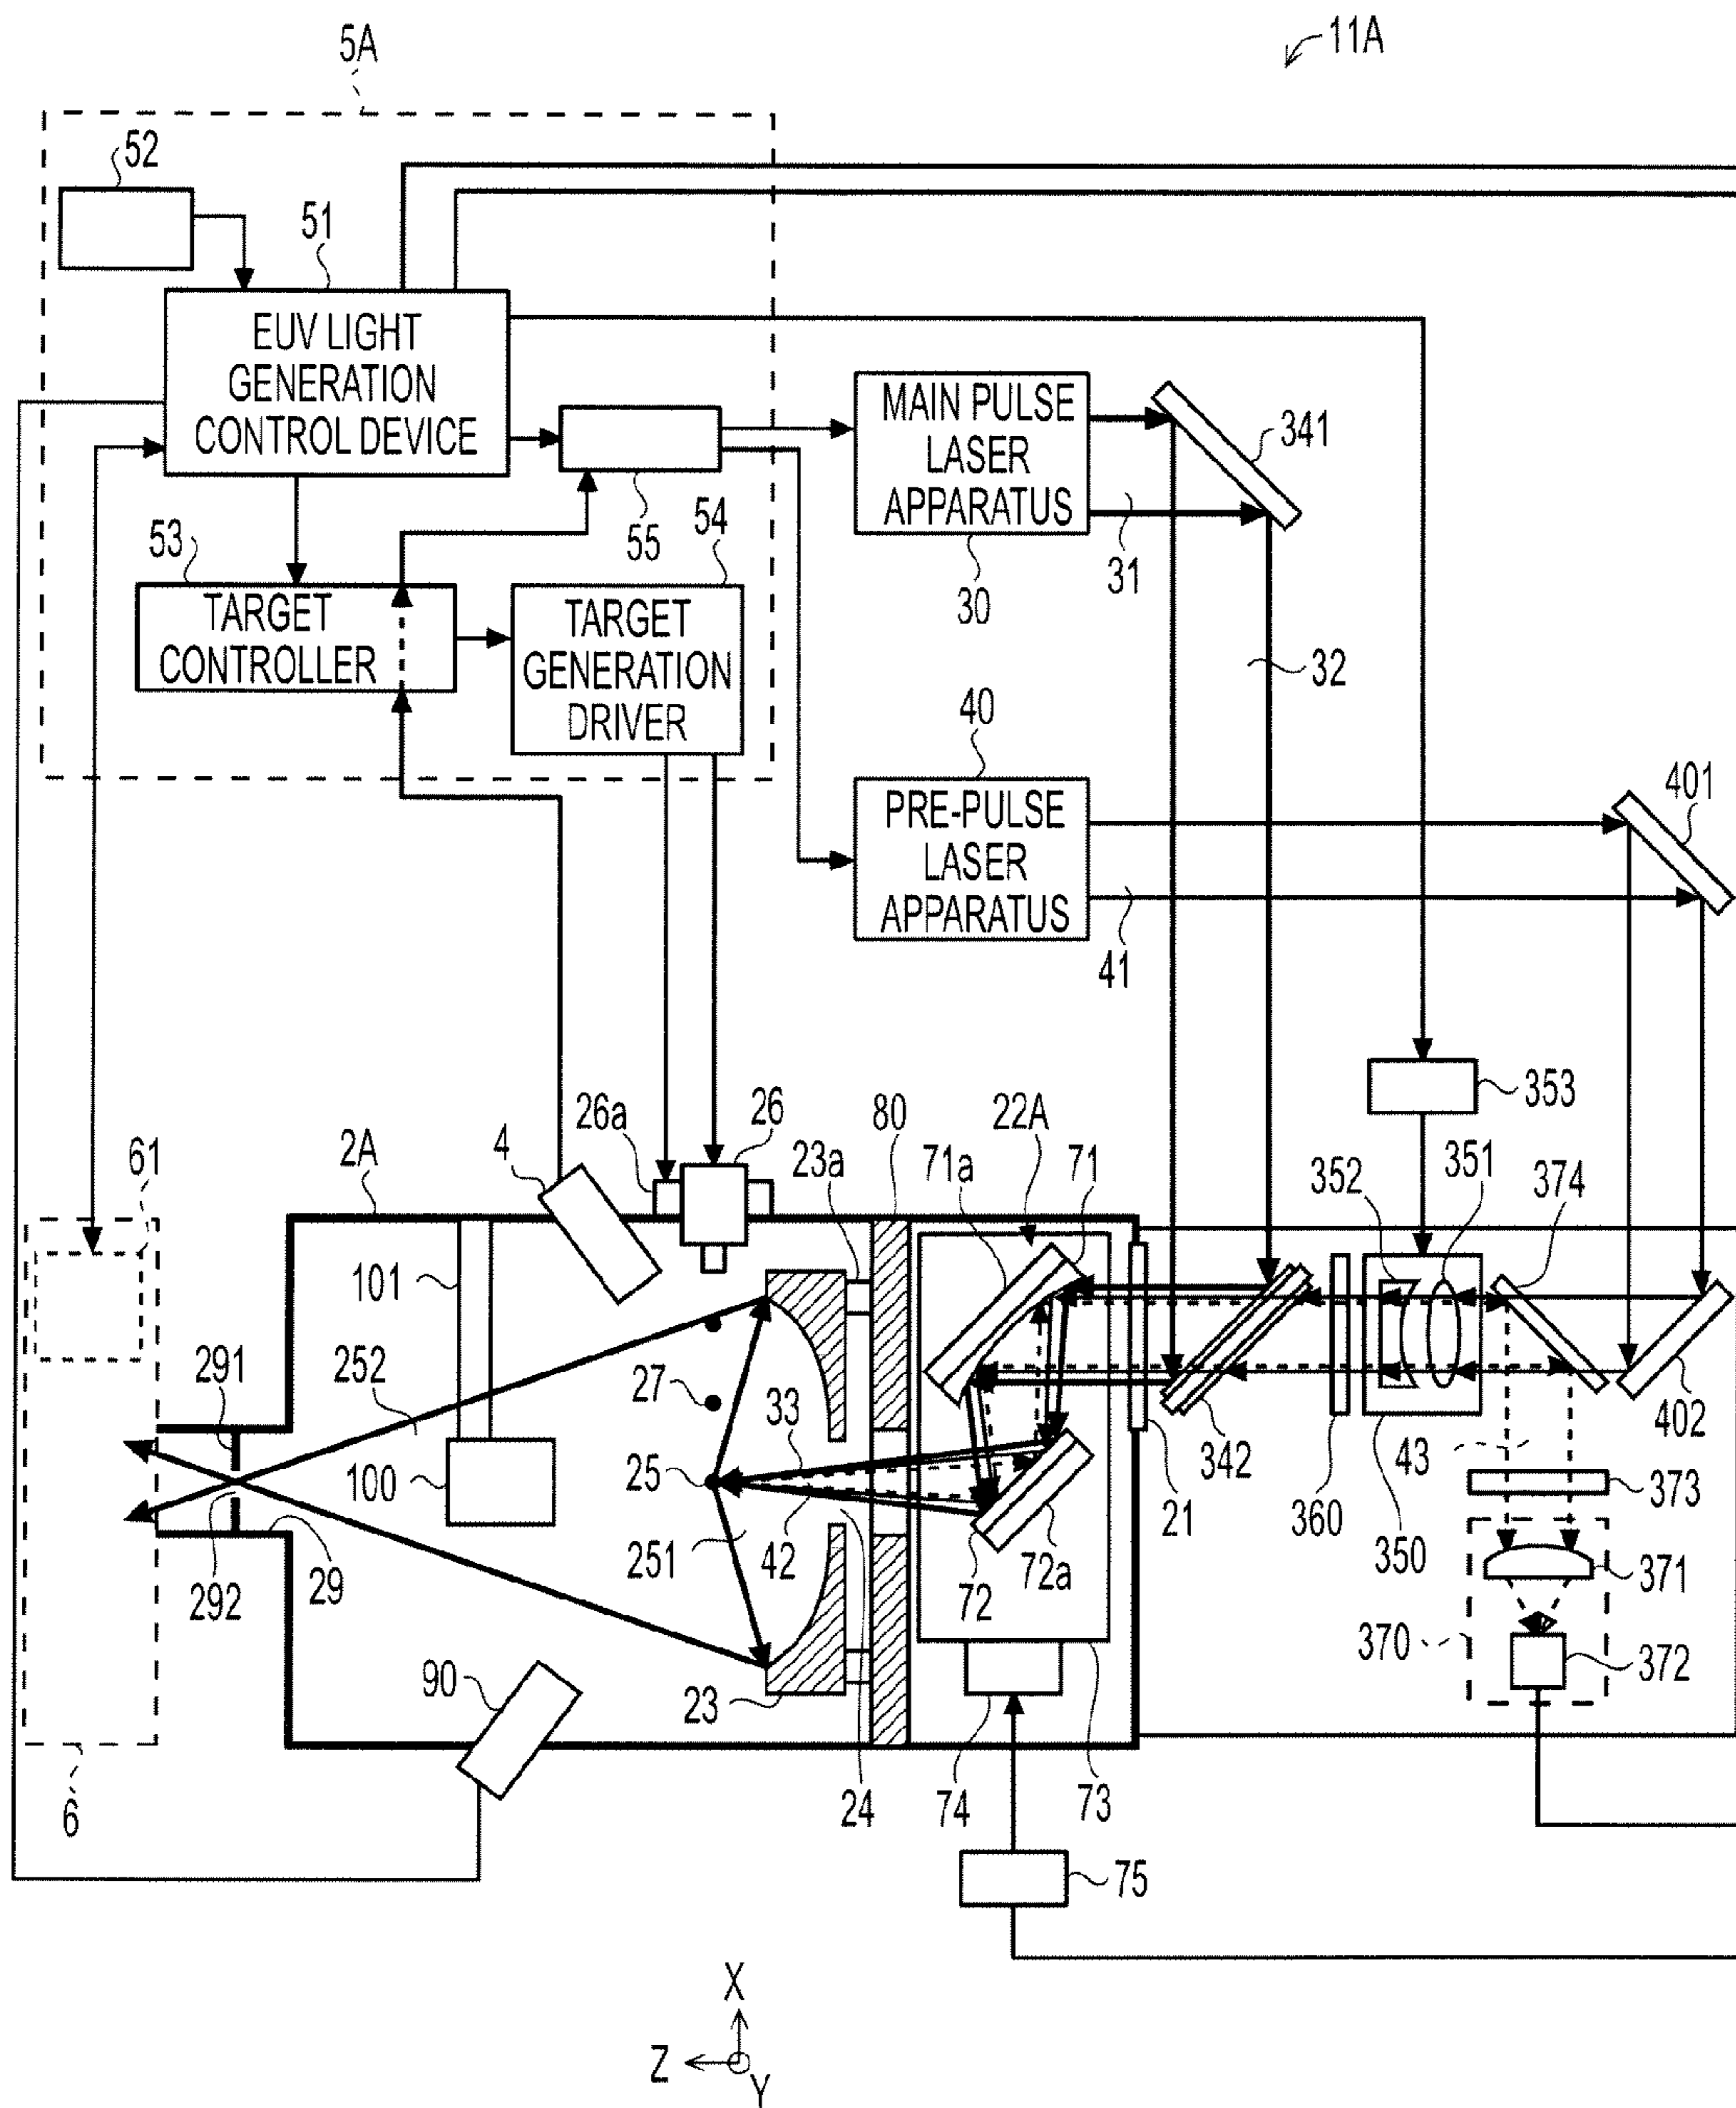 11A
5A
52
51
EUV LIGHT
GENERATION
CONTROL DEVICE
MAIN PULSE
LASER
APPARATUS
341
55
54
31
30
53
TARGET
CONTROLLER
TARGET
GENERATION
DRIVER
32
40
401
PRE-PULSE
LASER
APPARATUS
41
353
26a
26
80
22A
4
23a
71a
71
2A
61
352
351
374
101
291
252
27
33
402
342
43
100
25
373
21
360
350
251
42
72a
72
371
292
29
370
372
90
23
6
24
74
73
75
X
Z
Y